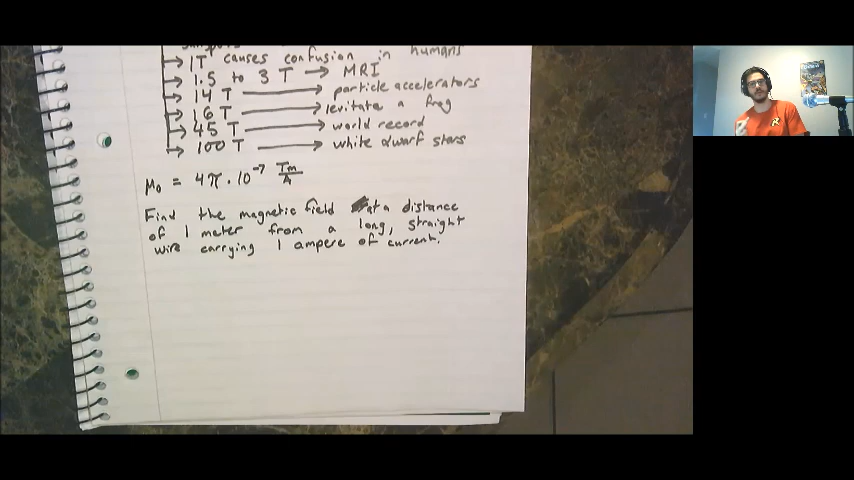 1T causes confusion in humans
1.5 to 3 T → MRI
14 T → particle accelerators
16 T → levitate a frog
45 T → world record
100 T → white dwarf stars
μ₀ = 4π · 10⁻⁷ Tm/A
Find the magnetic field at a distance
of 1 meter from a long, straight
wire carrying 1 ampere of current.